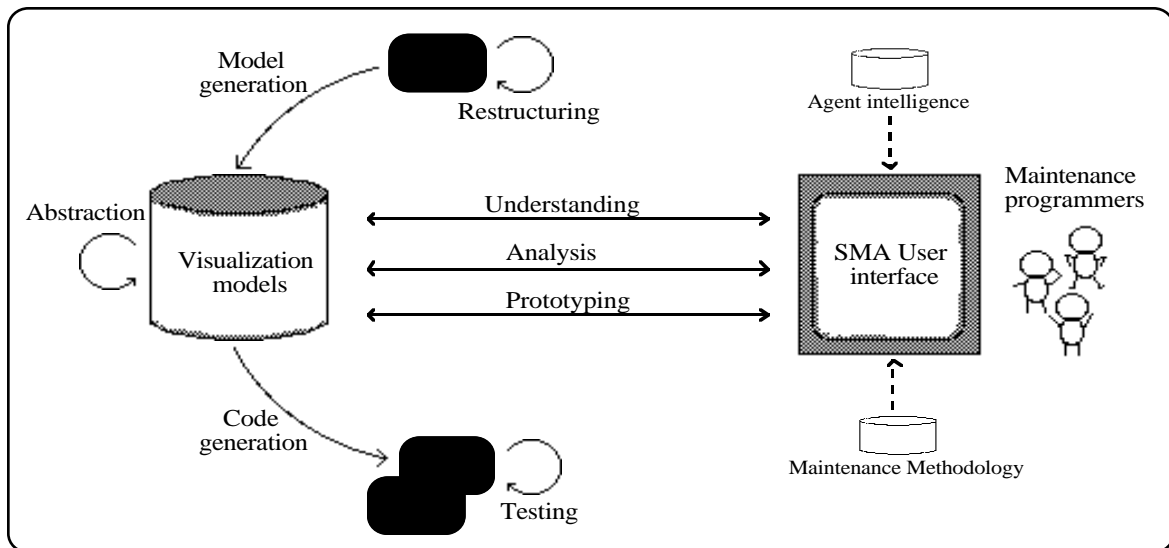 Model
generation
Restructuring
Agent intelligence
Abstraction
Visualization
models
Understanding
Analysis
Prototyping
SMA User
interface
Maintenance
programmers
Code
generation
Testing
Maintenance Methodology